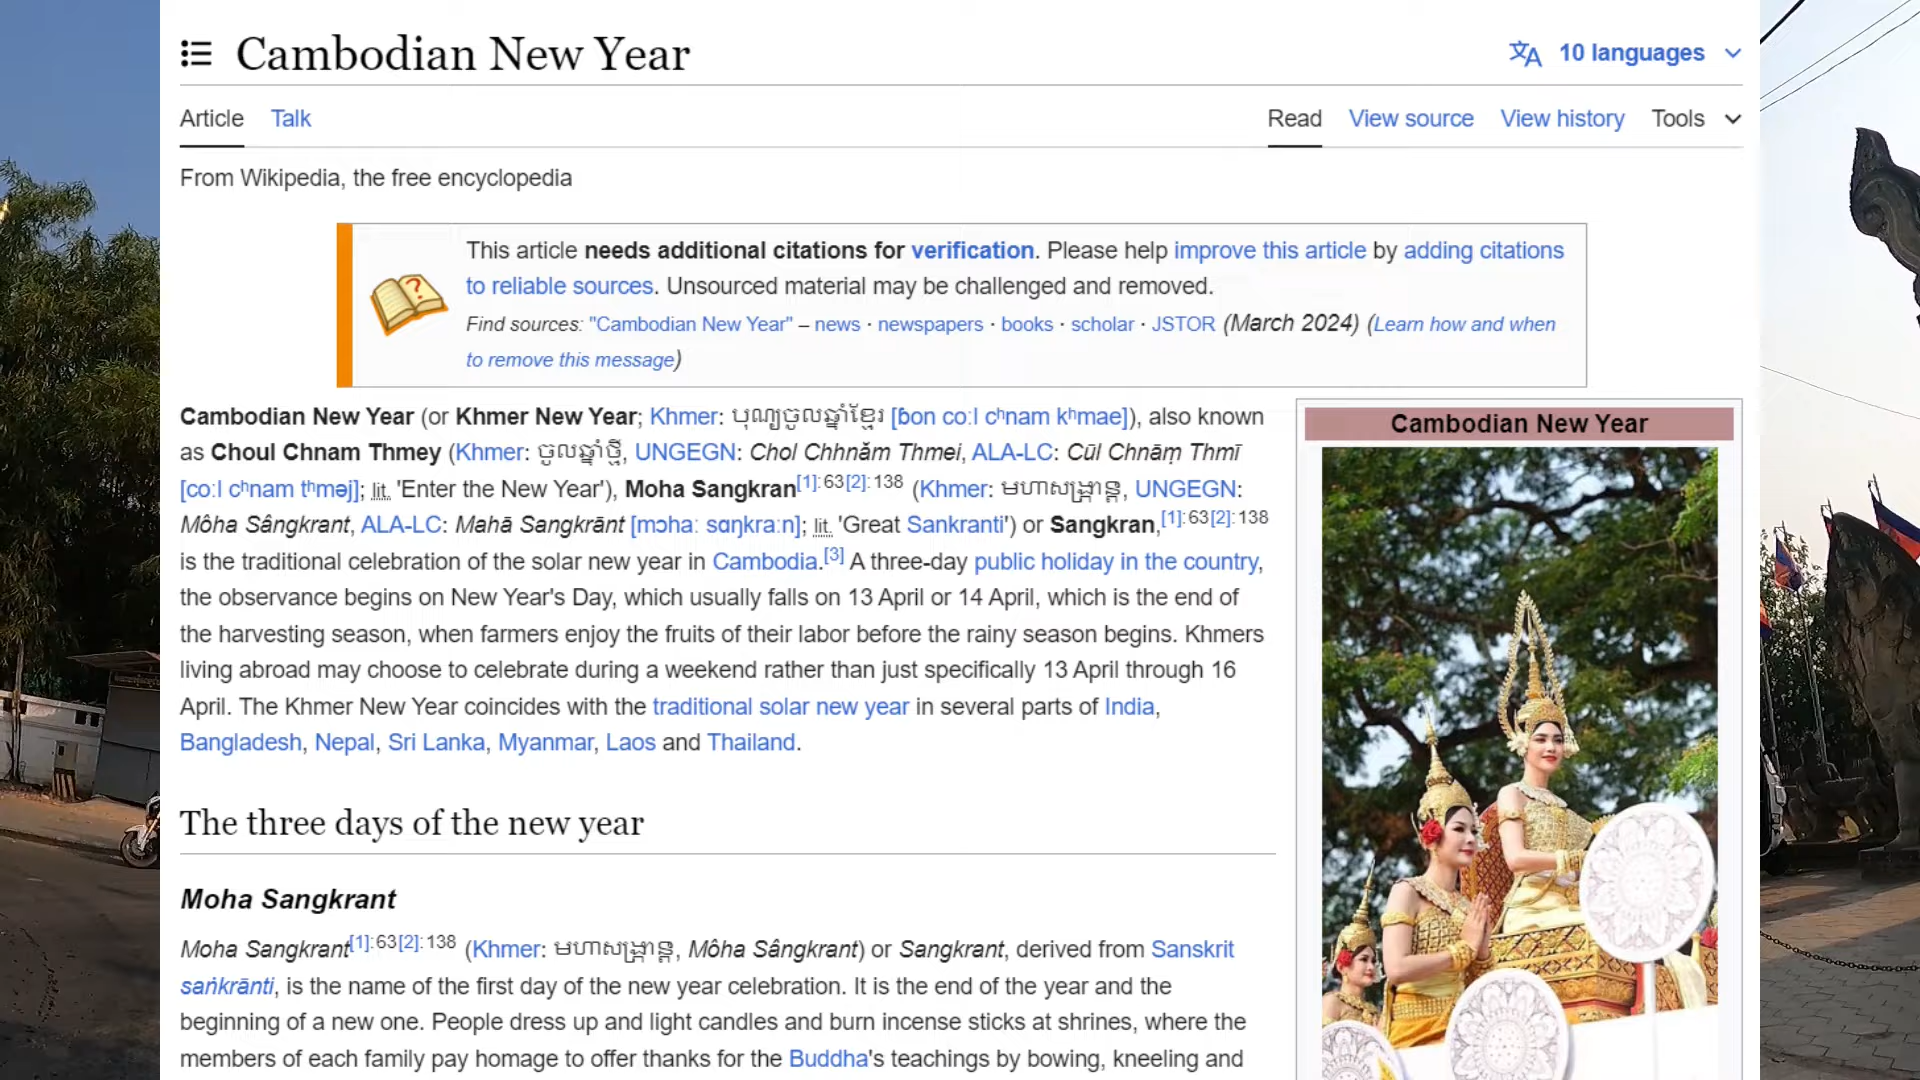 Cambodian New Year
10 languages
Article Talk Read View source View history Tools
From Wikipedia, the free encyclopedia
This article needs additional citations for verification. Please help improve this article by adding citations
to reliable sources. Unsourced material may be challenged and removed.
Find sources: "Cambodian New Year" – news · newspapers · books · scholar · JSTOR (March 2024) (Learn how and when
to remove this message)
Cambodian New Year (or Khmer New Year; Khmer: បុណ្យចូលឆ្នាំខ្មែរ [ɓon coːl cʰnam kʰmae]), also known
as Choul Chnam Thmey (Khmer: ចូលឆ្នាំថ្មី, UNGEGN: Chol Chhnăm Thmei, ALA-LC: Cūl Chnāṃ Thmī
[coːl cʰnam tʰməj]; lit. 'Enter the New Year'), Moha Sangkran[1]:63[2]:138 (Khmer: មហាសង្ក្រាន្ត, UNGEGN:
Môha Sângkrant, ALA-LC: Mahā Sangkrānt [mɔhaː sɑŋkraːn]; lit. 'Great Sankranti') or Sangkran,[1]:63[2]:138
is the traditional celebration of the solar new year in Cambodia.[3] A three-day public holiday in the country,
the observance begins on New Year's Day, which usually falls on 13 April or 14 April, which is the end of
the harvesting season, when farmers enjoy the fruits of their labor before the rainy season begins. Khmers
living abroad may choose to celebrate during a weekend rather than just specifically 13 April through 16
April. The Khmer New Year coincides with the traditional solar new year in several parts of India,
Bangladesh, Nepal, Sri Lanka, Myanmar, Laos and Thailand.
Cambodian New Year
The three days of the new year
Moha Sangkrant
Moha Sangkrant[1]:63[2]:138 (Khmer: មហាសង្ក្រាន្ត, Môha Sângkrant) or Sangkrant, derived from Sanskrit
saṅkrānti, is the name of the first day of the new year celebration. It is the end of the year and the
beginning of a new one. People dress up and light candles and burn incense sticks at shrines, where the
members of each family pay homage to offer thanks for the Buddha's teachings by bowing, kneeling and